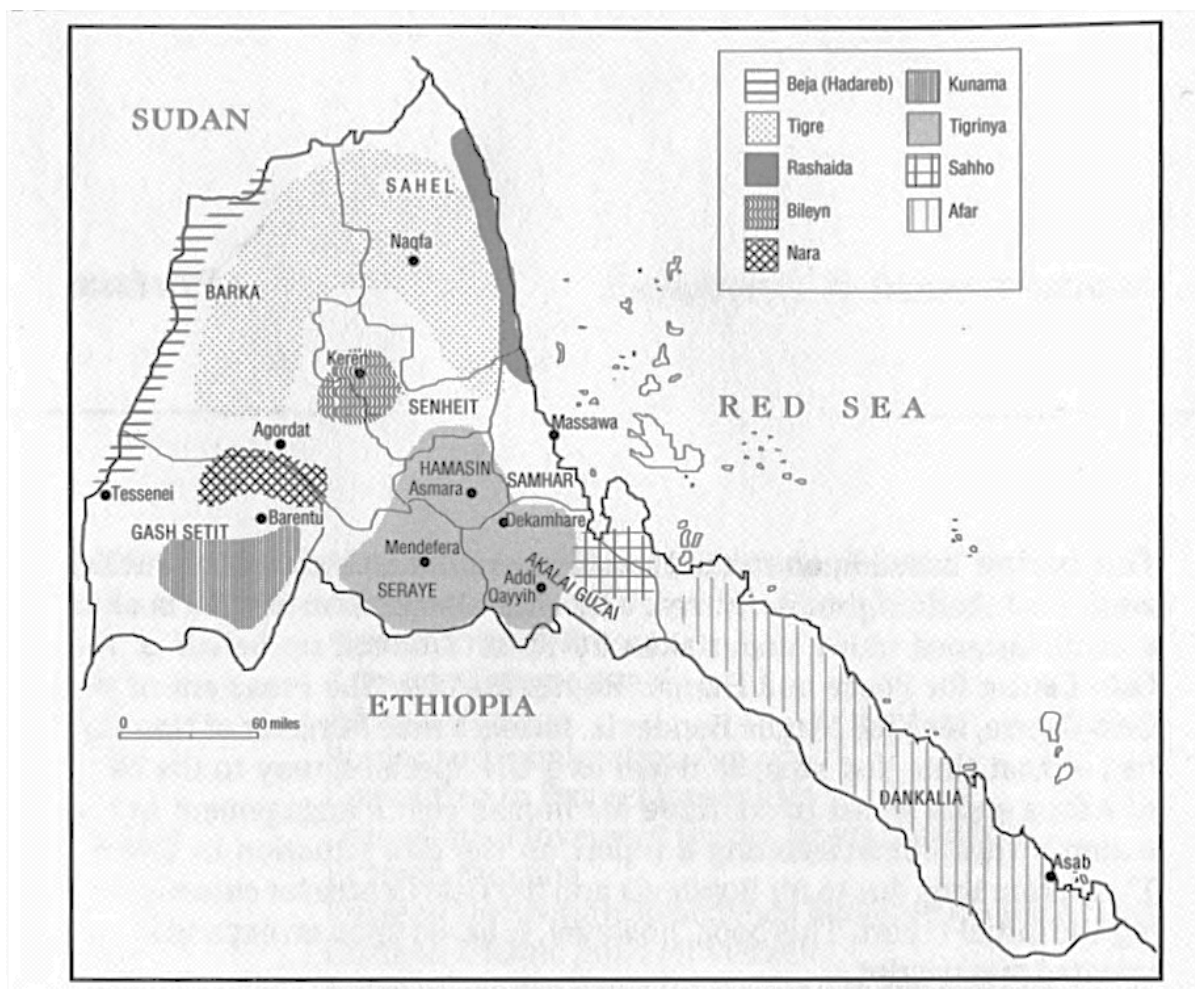 Beja (Hadareb)
Tigre
Rashaida
Bileyn
Nara
Kunama
Tigrinya
Sahho
Afar
SUDAN
SAHEL
Naqfa
BARKA
Keren
SENHEIT
Massawa
RED SEA
Agordat
HAMASIN
Asmara
SAMHAR
Tessenei
Barentu
Dekamhare
GASH SETIT
Mendefera
AKALAI GUZAI
Addi
Qayyih
SERAYE
ETHIOPIA
0 60 miles
DANKALIA
Asab